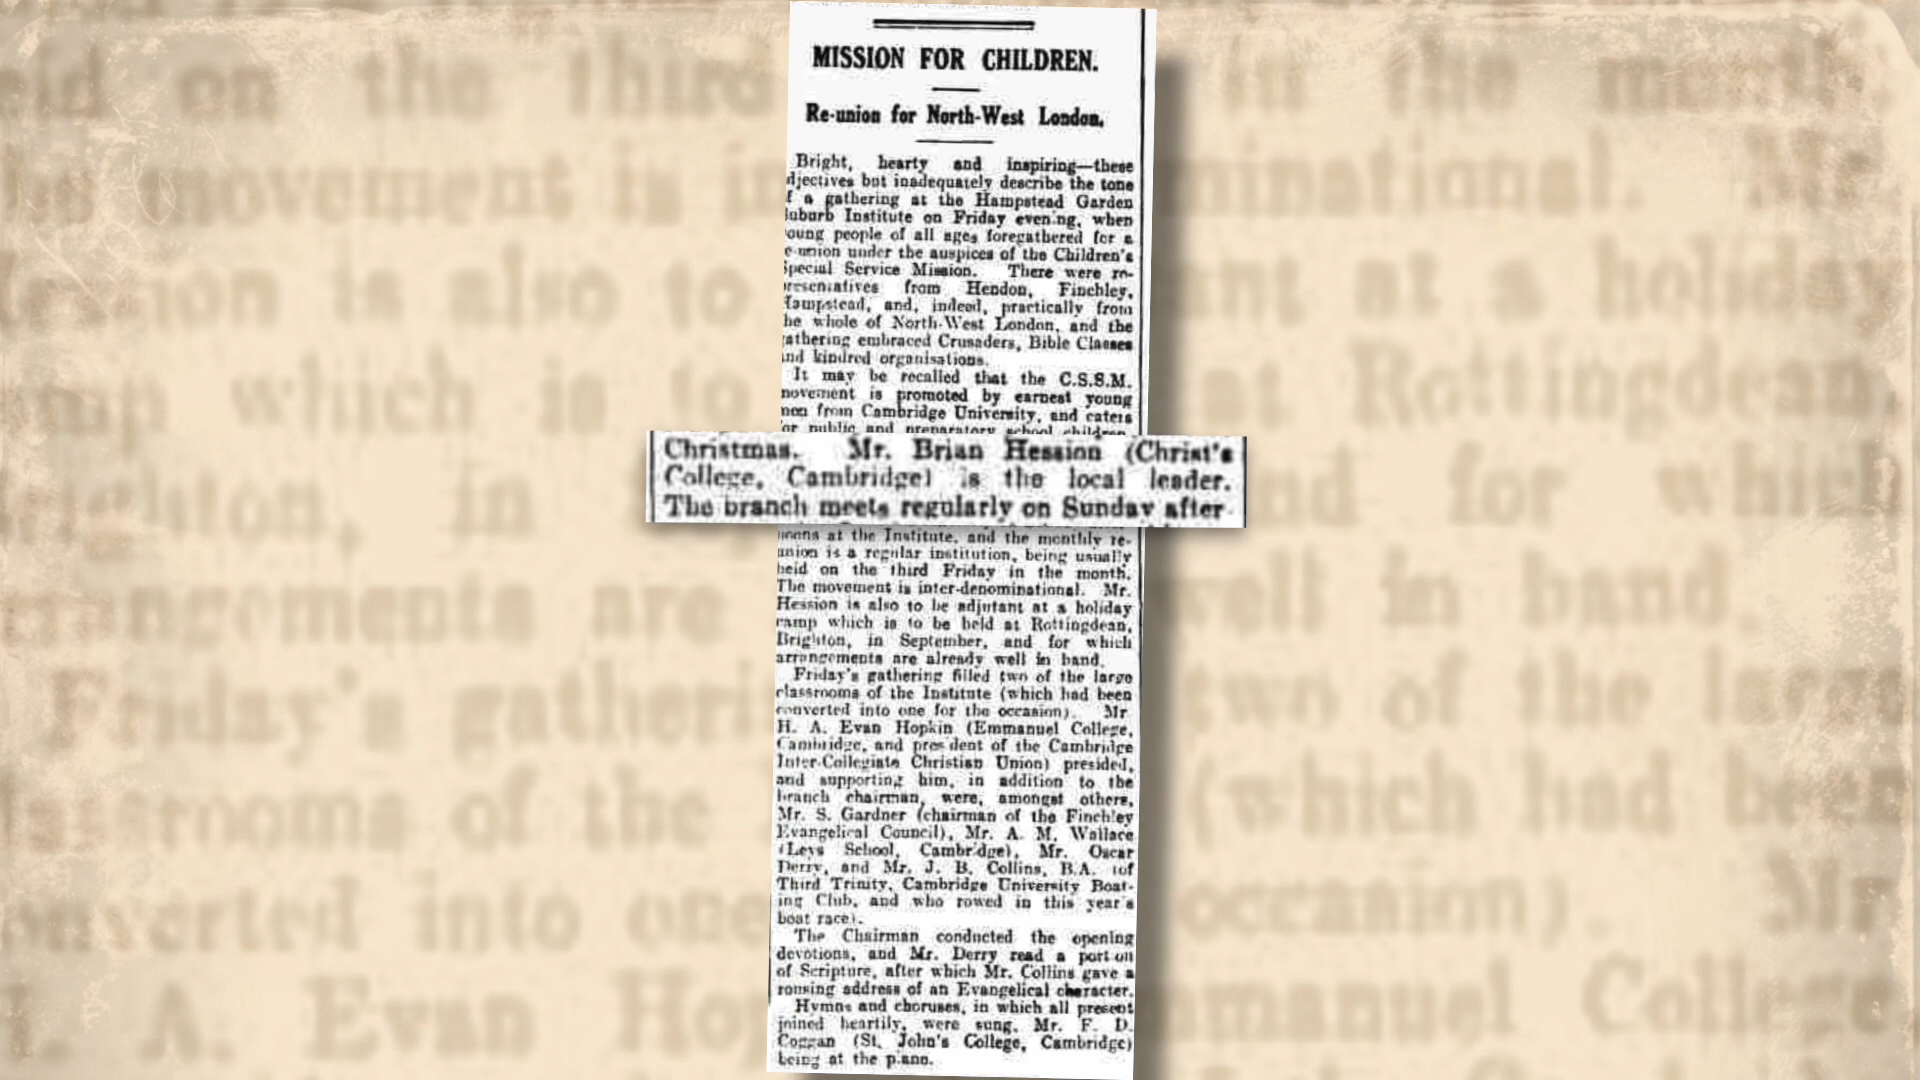 MISSION FOR CHILDREN.
Re-union for North-West London.
Bright, hearty and inspiring—these
djectives but inadequately describe the tone
f a gathering at the Hampstead Garden
uburb Institute on Friday evening, when
oung people of all ages foregathered for a
e-union under the auspices of the Children's
Special Service Mission. There were re-
presentatives from Hendon, Finchley,
Hampstead, and, indeed, practically from
he whole of North-West London, and the
athering embraced Crusaders, Bible Classes
and kindred organisations.
It may be recalled that the C.S.S.M.
movement is promoted by earnest young
men from Cambridge University, and caters
or public and preparatory school children
Christmas. Mr. Brian Hession (Christ's
College, Cambridge) is the local leader.
The branch meets regularly on Sunday after-
noons at the Institute, and the monthly re-
union is a regular institution, being usually
held on the third Friday in the month.
The movement is inter-denominational. Mr.
Hession is also to be adjutant at a holiday
camp which is to be held at Rottingdean,
Brighton, in September, and for which
arrangements are already well in hand.
Friday's gathering filled two of the large
classrooms of the Institute (which had been
converted into one for the occasion). Mr
H. A. Evan Hopkin (Emmanuel College,
Cambridge, and president of the Cambridge
Inter-Collegiate Christian Union) presided,
and supporting him, in addition to the
branch chairman, were, amongst others,
Mr. S. Gardner (chairman of the Finchley
Evangelical Council), Mr. A. M. Wallace
(Leys School, Cambridge), Mr. Oscar
Derry, and Mr. J. B. Collins, B.A. (of
Third Trinity, Cambridge University Boat-
ing Club, and who rowed in this year's
boat race).
The Chairman conducted the opening
devotions, and Mr. Derry read a portion
of Scripture, after which Mr. Collins gave a
rousing address of an Evangelical character.
Hymns and choruses, in which all present
joined heartily, were sung, Mr. F. D.
Coggan (St. John's College, Cambridge)
being at the piano.